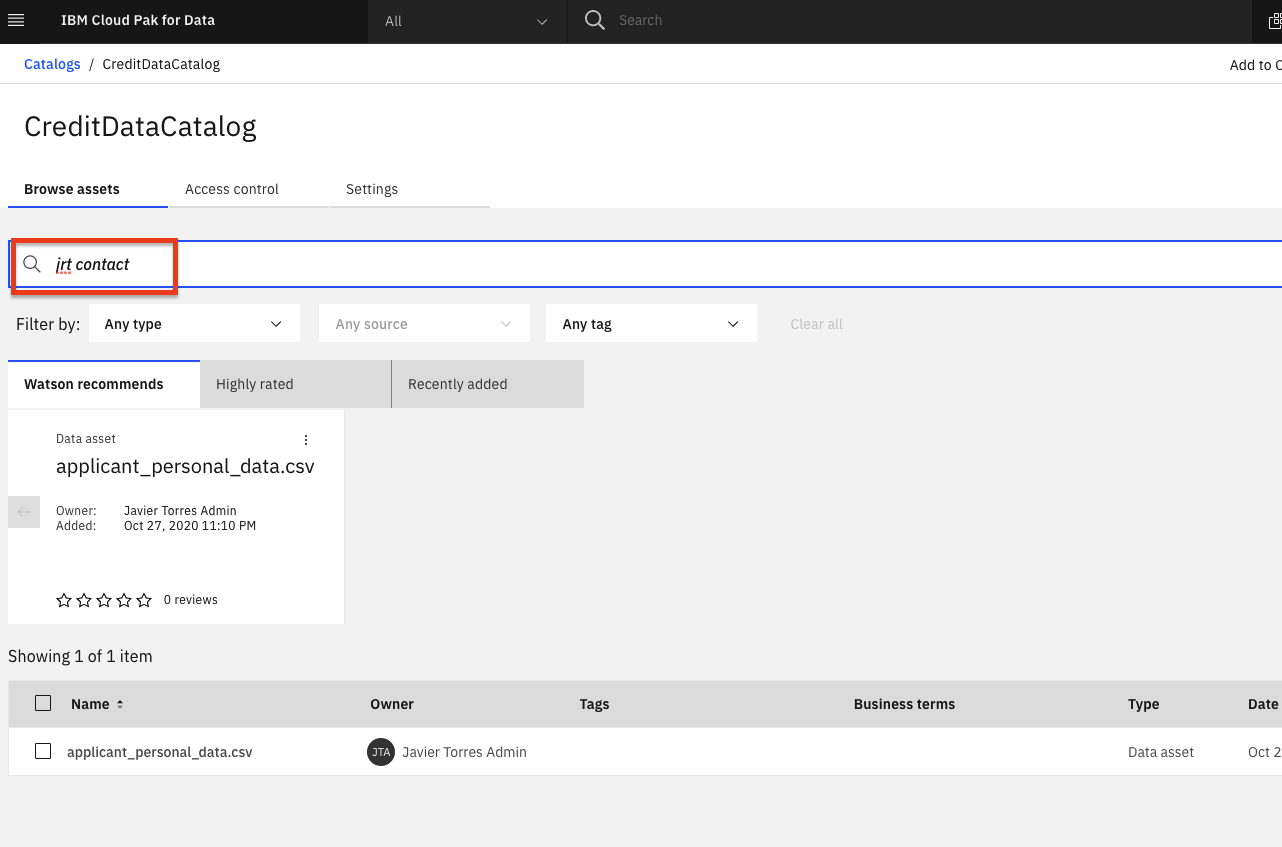 IBM Cloud Pak for Data All Search
Catalogs / CreditDataCatalog Add to C
CreditDataCatalog
Browse assets Access control Settings
jrt contact
Filter by: Any type Any source Any tag Clear all
Watson recommends Highly rated Recently added
Data asset
applicant_personal_data.csv
Owner: Javier Torres Admin
Added: Oct 27, 2020 11:10 PM
0 reviews
Showing 1 of 1 item
Name Owner Tags Business terms Type Date
applicant_personal_data.csv JTA Javier Torres Admin Data asset Oct 2